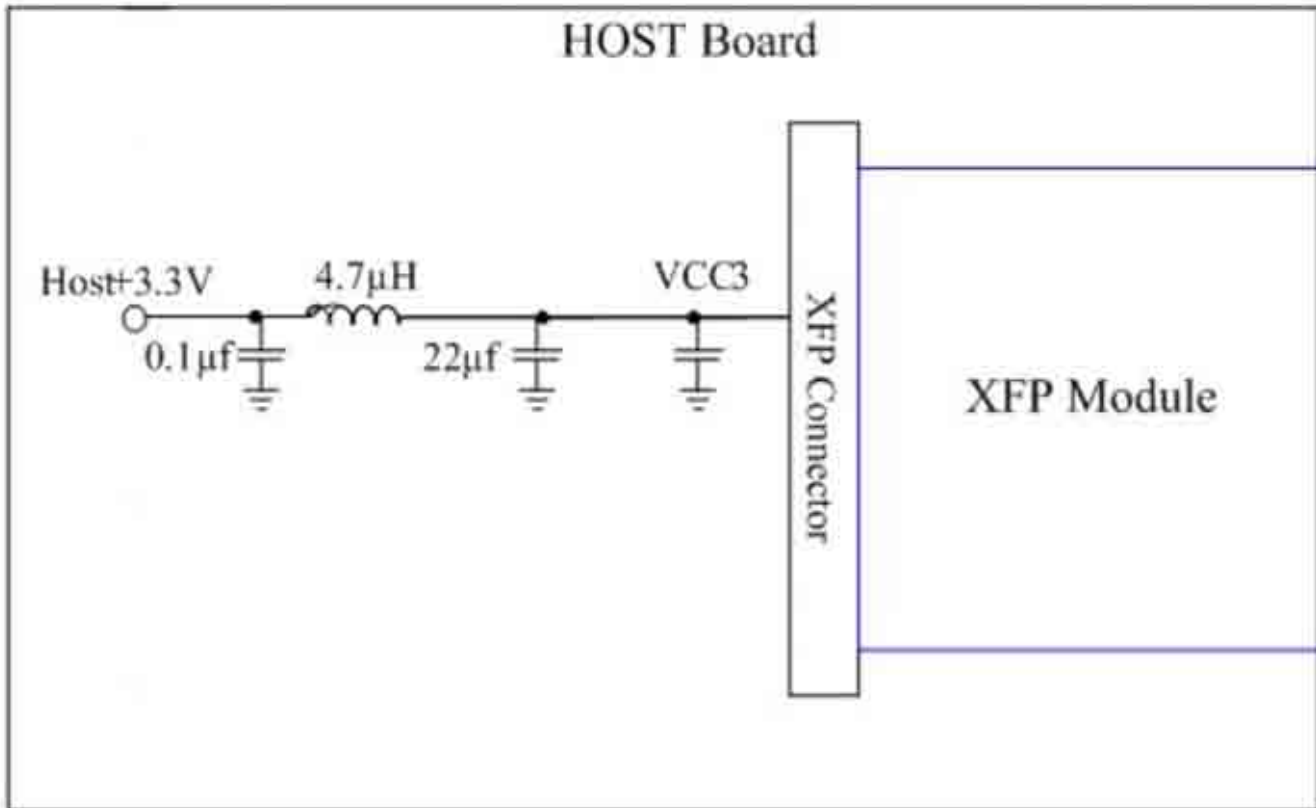 HOST Board
Host+3.3V
4.7μH
VCC3
0.1μf
22μf
XFP Connector
XFP Module